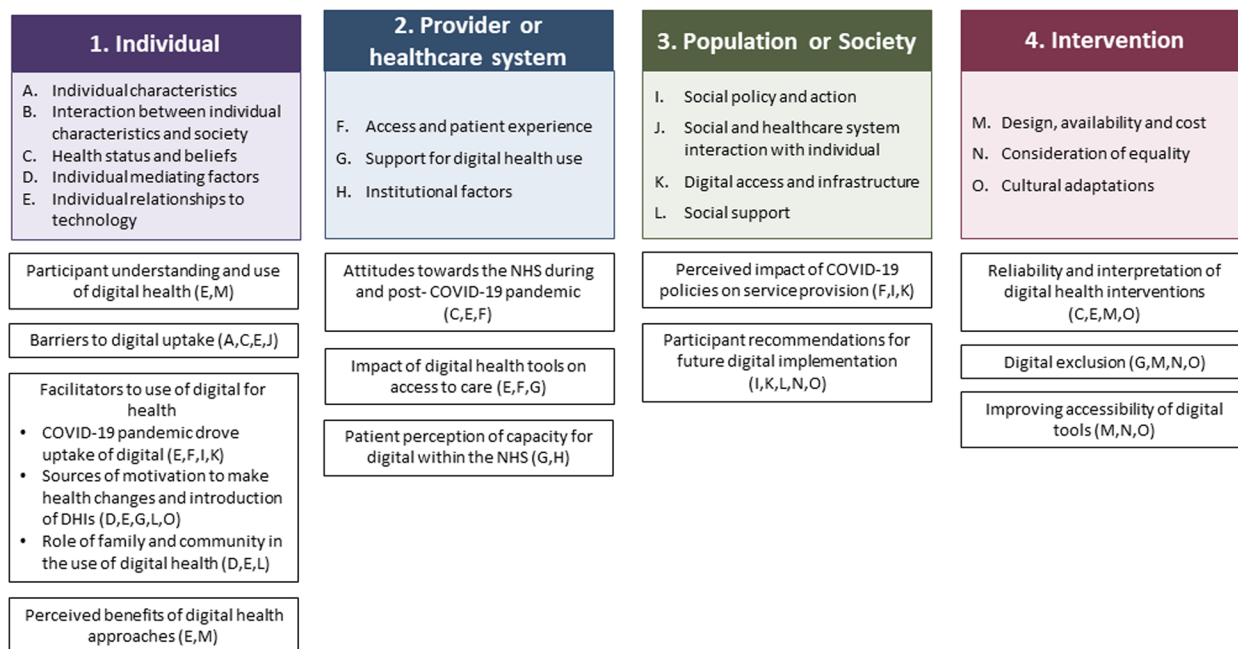 1. Individual
A. Individual characteristics
B. Interaction between individual
characteristics and society
C. Health status and beliefs
D. Individual mediating factors
E. Individual relationships to
technology
Participant understanding and use
of digital health (E,M)
Barriers to digital uptake (A,C,E,J)
Facilitators to use of digital for
health
• COVID-19 pandemic drove
uptake of digital (E,F,I,K)
• Sources of motivation to make
health changes and introduction
of DHIs (D,E,G,L,O)
• Role of family and community in
the use of digital health (D,E,L)
Perceived benefits of digital health
approaches (E,M)
2. Provider or
healthcare system
F. Access and patient experience
G. Support for digital health use
H. Institutional factors
Attitudes towards the NHS during
and post- COVID-19 pandemic
(C,E,F)
Impact of digital health tools on
access to care (E,F,G)
Patient perception of capacity for
digital within the NHS (G,H)
3. Population or Society
I. Social policy and action
J. Social and healthcare system
interaction with individual
K. Digital access and infrastructure
L. Social support
Perceived impact of COVID-19
policies on service provision (F,I,K)
Participant recommendations for
future digital implementation
(I,K,L,N,O)
4. Intervention
M. Design, availability and cost
N. Consideration of equality
O. Cultural adaptations
Reliability and interpretation of
digital health interventions
(C,E,M,O)
Digital exclusion (G,M,N,O)
Improving accessibility of digital
tools (M,N,O)